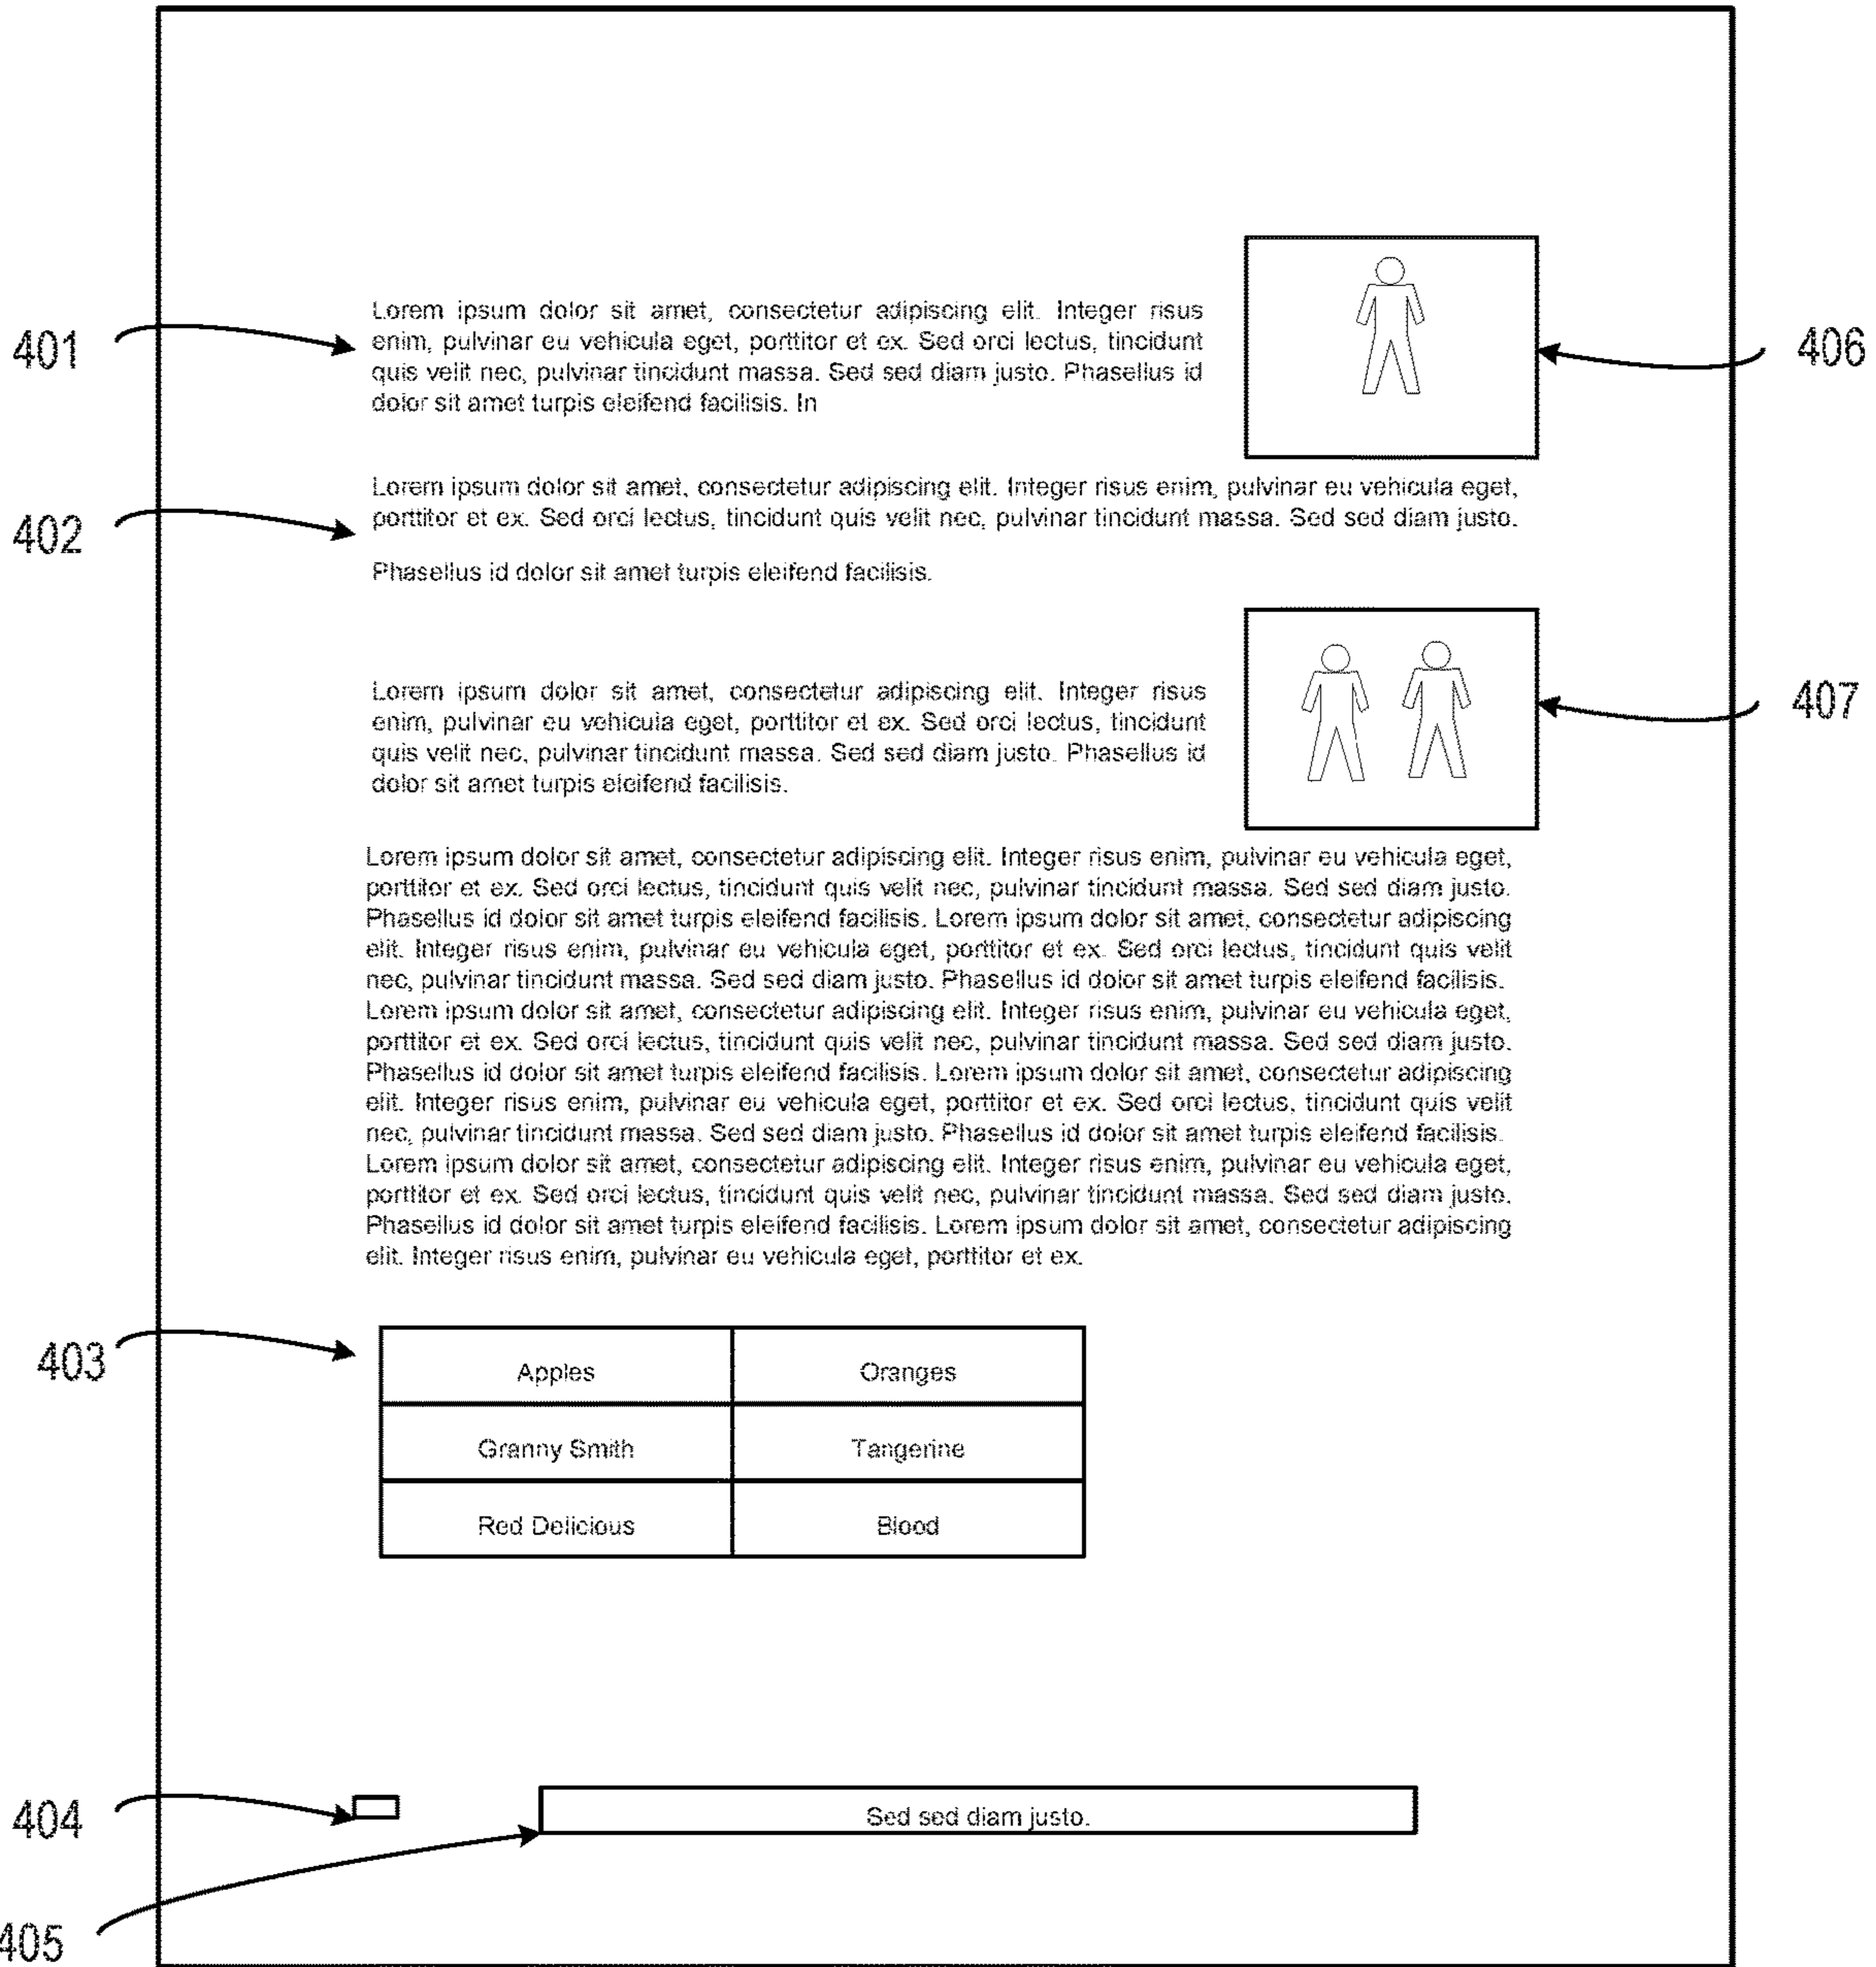 401
Lorem ipsum dolor sit amet, consectetur adipiscing elit. Integer risus
enim, pulvinar eu vehicula eget, porttitor et ex. Sed orci lectus, tincidunt
quis velit nec, pulvinar tincidunt massa. Sed sed diam justo. Phasellus id
dolor sit amet turpis eleifend facilisis. In
406
402
Lorem ipsum dolor sit amet, consectetur adipiscing elit. Integer risus enim, pulvinar eu vehicula eget,
porttitor et ex. Sed orci lectus, tincidunt quis velit nec, pulvinar tincidunt massa. Sed sed diam justo.
Phasellus id dolor sit amet turpis eleifend facilisis.
Lorem ipsum dolor sit amet, consectetur adipiscing elit. Integer risus
enim, pulvinar eu vehicula eget, porttitor et ex. Sed orci lectus, tincidunt
quis velit nec, pulvinar tincidunt massa. Sed sed diam justo. Phasellus id
dolor sit amet turpis eleifend facilisis.
407
Lorem ipsum dolor sit amet, consectetur adipiscing elit. Integer risus enim, pulvinar eu vehicula eget,
porttitor et ex. Sed orci lectus, tincidunt quis velit nec, pulvinar tincidunt massa. Sed sed diam justo.
Phasellus id dolor sit amet turpis eleifend facilisis. Lorem ipsum dolor sit amet, consectetur adipiscing
elit. Integer risus enim, pulvinar eu vehicula eget, porttitor et ex. Sed orci lectus, tincidunt quis velit
nec, pulvinar tincidunt massa. Sed sed diam justo. Phasellus id dolor sit amet turpis eleifend facilisis.
Lorem ipsum dolor sit amet, consectetur adipiscing elit. Integer risus enim, pulvinar eu vehicula eget,
porttitor et ex. Sed orci lectus, tincidunt quis velit nec, pulvinar tincidunt massa. Sed sed diam justo.
Phasellus id dolor sit amet turpis eleifend facilisis. Lorem ipsum dolor sit amet, consectetur adipiscing
elit. Integer risus enim, pulvinar eu vehicula eget, porttitor et ex. Sed orci lectus, tincidunt quis velit
nec, pulvinar tincidunt massa. Sed sed diam justo. Phasellus id dolor sit amet turpis eleifend facilisis.
Lorem ipsum dolor sit amet, consectetur adipiscing elit. Integer risus enim, pulvinar eu vehicula eget,
porttitor et ex. Sed orci lectus, tincidunt quis velit nec, pulvinar tincidunt massa. Sed sed diam justo.
Phasellus id dolor sit amet turpis eleifend facilisis. Lorem ipsum dolor sit amet, consectetur adipiscing
elit. Integer risus enim, pulvinar eu vehicula eget, porttitor et ex.
403
Apples Oranges
Granny Smith Tangerine
Red Delicious Blood
404
Sed sed diam justo.
405